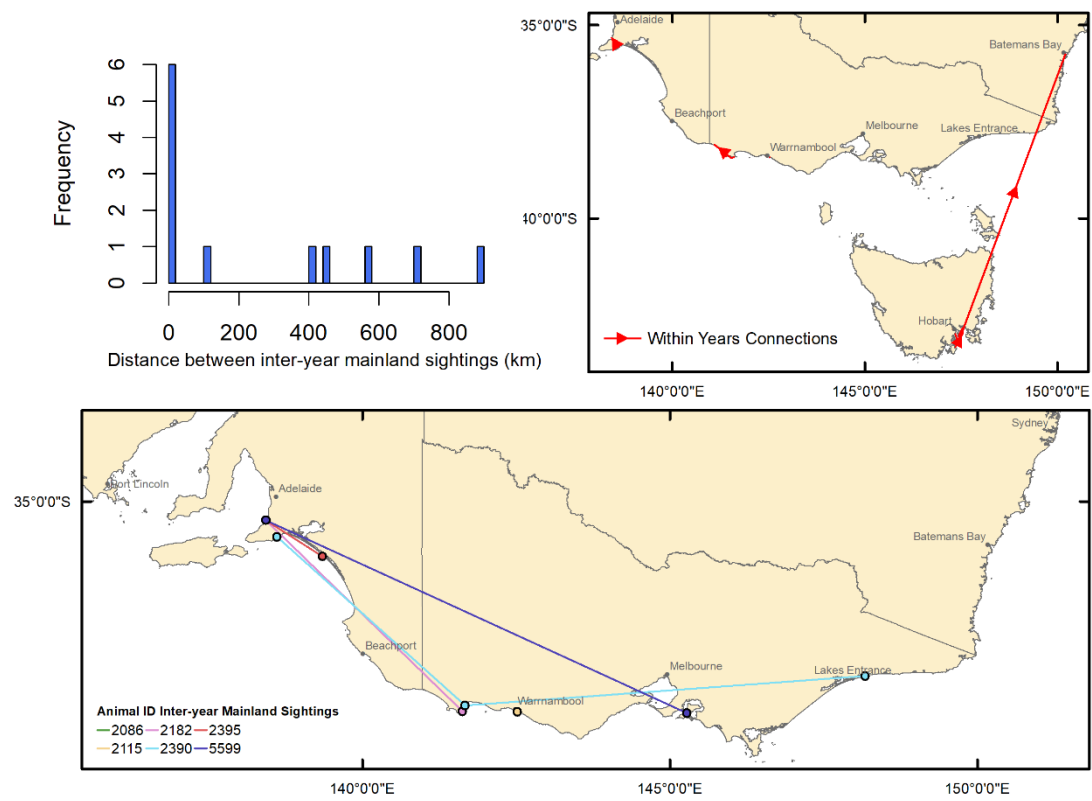 6
5
4
3
2
1
0
Frequency
0 200 400 600 800
Distance between inter-year mainland sightings (km)
35°0'0"S
40°0'0"S
Adelaide
Batemans Bay
Beachport
Melbourne
Lakes Entrance
Warrnambool
Hobart
Within Years Connections
140°0'0"E 145°0'0"E 150°0'0"E
Sydney
Port Lincoln
Adelaide
35°0'0"S
Batemans Bay
Beachport
Melbourne
Lakes Entrance
Warrnambool
Animal ID Inter-year Mainland Sightings
2086 2182 2395
2115 2390 5599
140°0'0"E 145°0'0"E 150°0'0"E